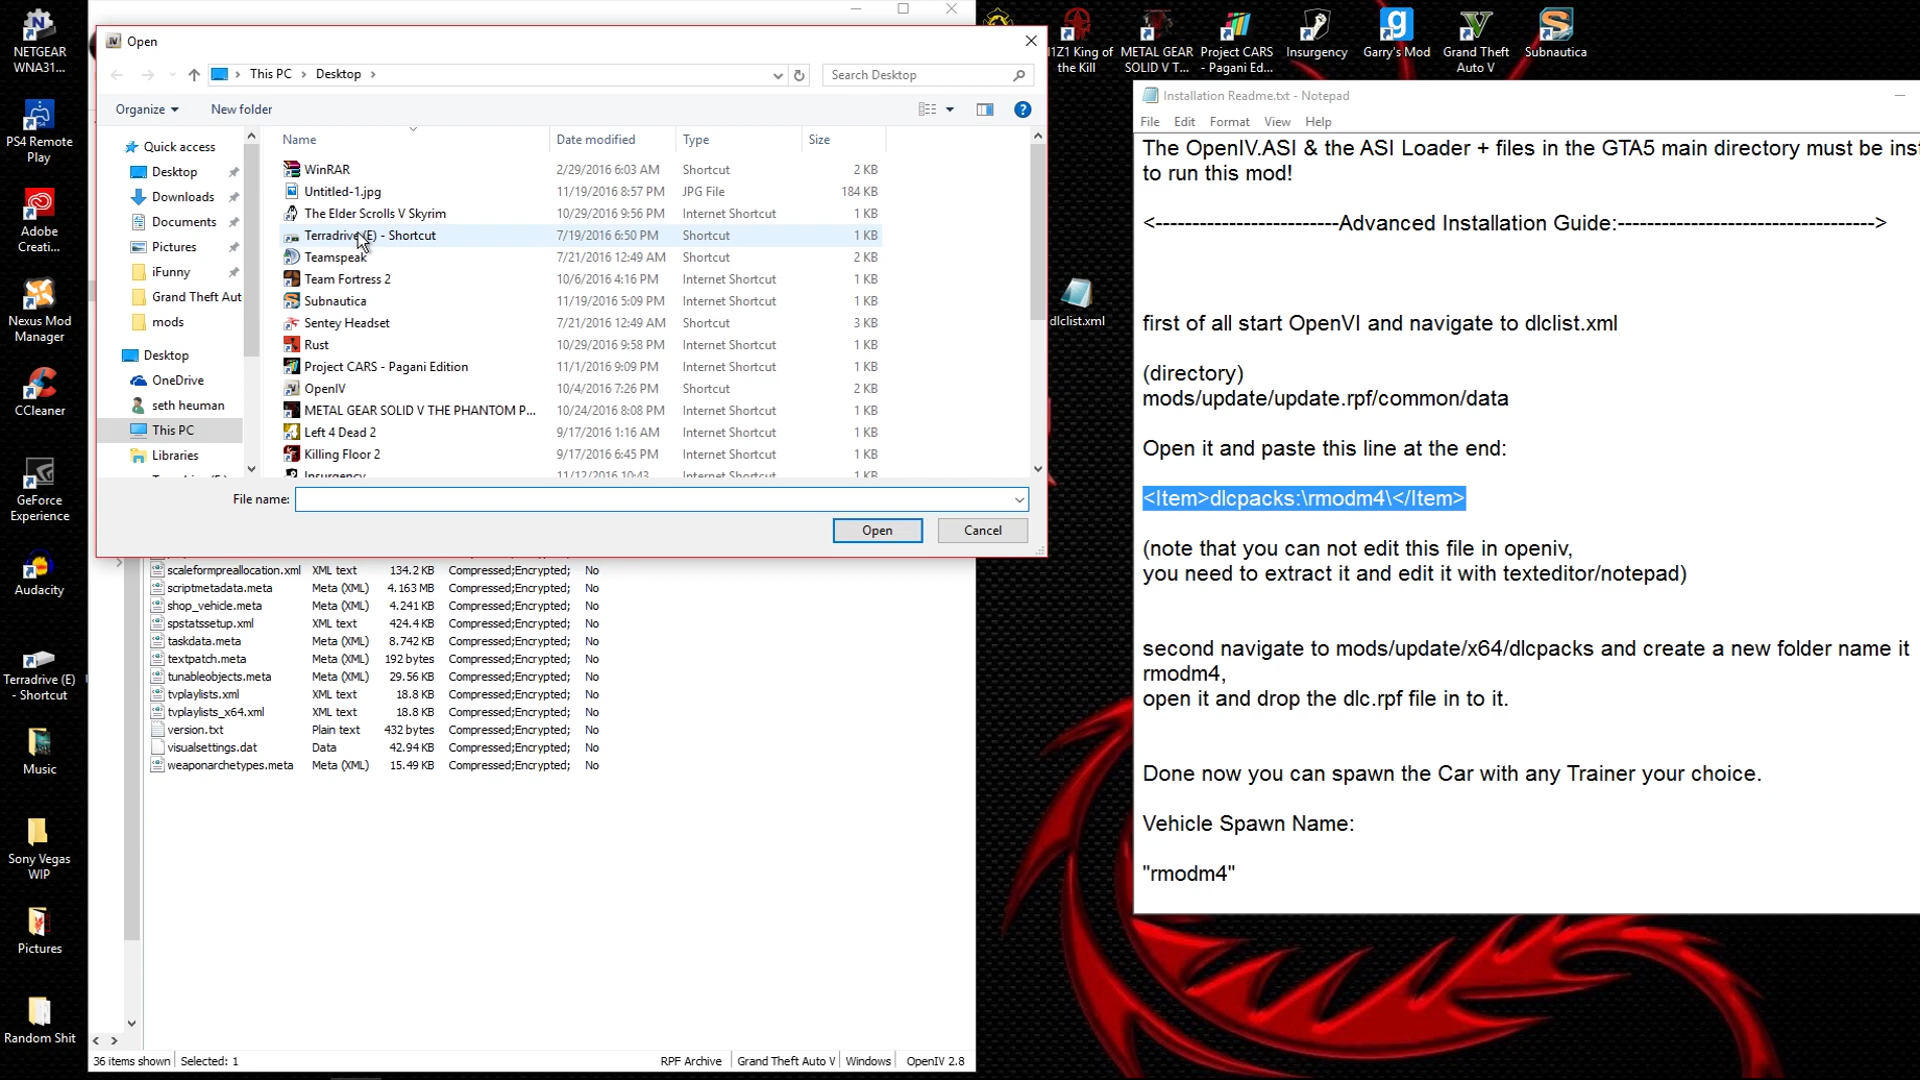 NETGEAR
WNA31...
PS4 Remote
Play
Adobe
Creati...
Nexus Mod
Manager
CCleaner
GeForce
Experience
Audacity
Terradrive (E)
- Shortcut
Music
Sony Vegas
WIP
Pictures
Random Shit
Open
This PC
Desktop
Search Desktop
Organize
New folder
Quick access
Desktop
Downloads
Documents
Pictures
iFunny
Grand Theft Aut
mods
Desktop
OneDrive
seth heuman
This PC
Libraries
Name Date modified Type Size
WinRAR 2/29/2016 6:03 AM Shortcut 2 KB
Untitled-1.jpg 11/19/2016 8:57 PM JPG File 184 KB
The Elder Scrolls V Skyrim 10/29/2016 9:56 PM Internet Shortcut 1 KB
Terradrive (E) - Shortcut 7/19/2016 6:50 PM Shortcut 1 KB
Teamspeak 7/21/2016 12:49 AM Shortcut 2 KB
Team Fortress 2 10/6/2016 4:16 PM Internet Shortcut 1 KB
Subnautica 11/19/2016 5:09 PM Internet Shortcut 1 KB
Sentey Headset 7/21/2016 12:49 AM Shortcut 3 KB
Rust 10/29/2016 9:58 PM Internet Shortcut 1 KB
Project CARS - Pagani Edition 11/1/2016 9:09 PM Internet Shortcut 1 KB
OpenIV 10/4/2016 7:26 PM Shortcut 2 KB
METAL GEAR SOLID V THE PHANTOM P... 10/24/2016 8:08 PM Internet Shortcut 1 KB
Left 4 Dead 2 9/17/2016 1:16 AM Internet Shortcut 1 KB
Killing Floor 2 9/17/2016 6:45 PM Internet Shortcut 1 KB
Insurgency 11/12/2016 10:43 Internet Shortcut 1 KB
File name:
Open Cancel
scaleformpreallocation.xml XML text 134.2 KB Compressed;Encrypted; No
scriptmetadata.meta Meta (XML) 4.163 MB Compressed;Encrypted; No
shop_vehicle.meta Meta (XML) 4.241 KB Compressed;Encrypted; No
spstatssetup.xml XML text 424.4 KB Compressed;Encrypted; No
taskdata.meta Meta (XML) 8.742 KB Compressed;Encrypted; No
textpatch.meta Meta (XML) 192 bytes Compressed;Encrypted; No
tunableobjects.meta Meta (XML) 29.56 KB Compressed;Encrypted; No
tvplaylists.xml XML text 18.8 KB Compressed;Encrypted; No
tvplaylists_x64.xml XML text 18.8 KB Compressed;Encrypted; No
version.txt Plain text 432 bytes Compressed;Encrypted; No
visualsettings.dat Data 42.94 KB Compressed;Encrypted; No
weaponarchetypes.meta Meta (XML) 15.49 KB Compressed;Encrypted; No
36 items shown Selected: 1 RPF Archive Grand Theft Auto V Windows OpenIV 2.8
H1Z1 King of
the Kill
METAL GEAR
SOLID V T...
Project CARS
- Pagani Ed...
Insurgency
Garry's Mod
Grand Theft
Auto V
Subnautica
dlclist.xml
Installation Readme.txt - Notepad
File Edit Format View Help
The OpenIV.ASI & the ASI Loader + files in the GTA5 main directory must be inst
to run this mod!
<-------------------------Advanced Installation Guide:----------------------------------->
first of all start OpenVI and navigate to dlclist.xml
(directory)
mods/update/update.rpf/common/data
Open it and paste this line at the end:
<Item>dlcpacks:\rmodm4\</Item>
(note that you can not edit this file in openiv,
you need to extract it and edit it with texteditor/notepad)
second navigate to mods/update/x64/dlcpacks and create a new folder name it
rmodm4,
open it and drop the dlc.rpf file in to it.
Done now you can spawn the Car with any Trainer your choice.
Vehicle Spawn Name:
"rmodm4"